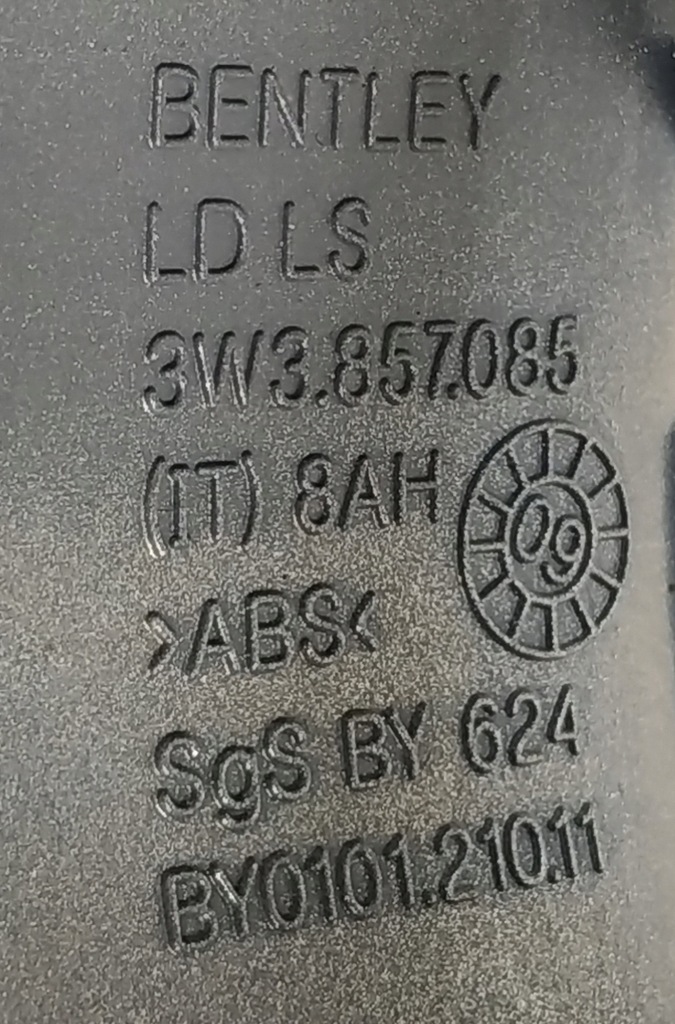 BENTLEY
LD LS
3W3.857.085
(IT) 8AH
09
>ABS<
SgS BY 624
BY0101.210.11